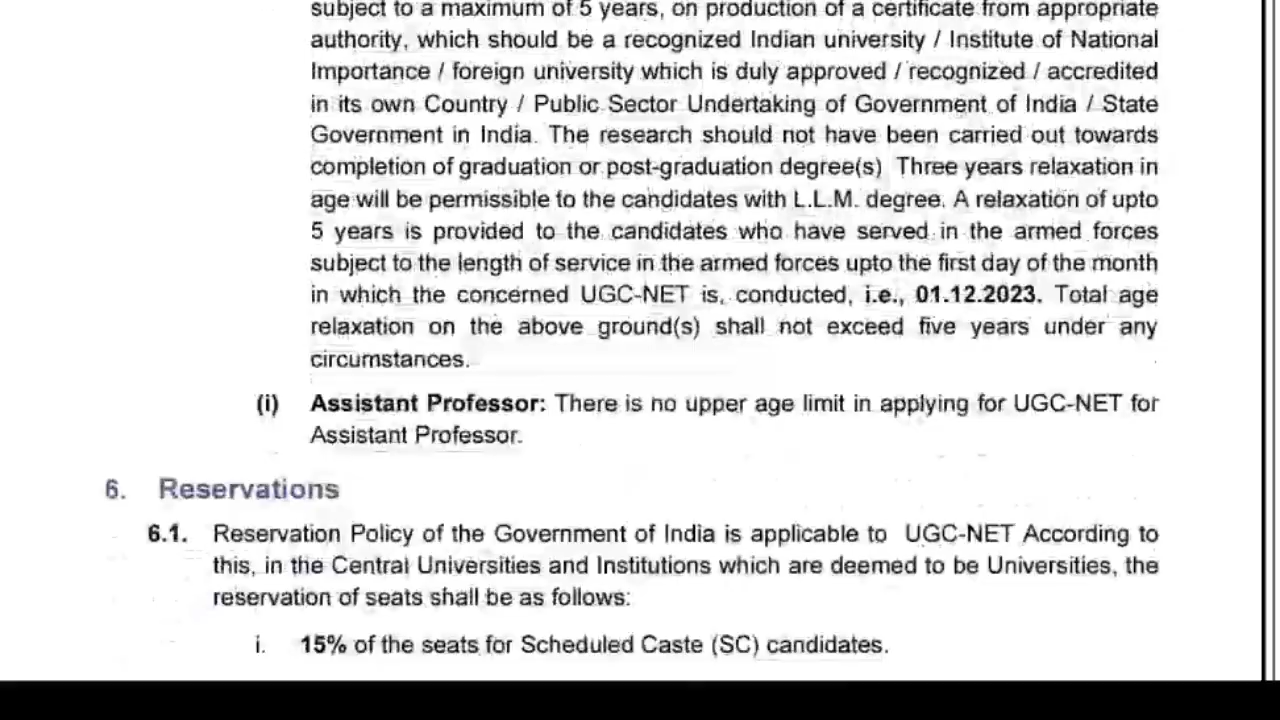 subject to a maximum of 5 years, on production of a certificate from appropriate
authority, which should be a recognized Indian university / Institute of National
Importance / foreign university which is duly approved / recognized / accredited
in its own Country / Public Sector Undertaking of Government of India / State
Government in India. The research should not have been carried out towards
completion of graduation or post-graduation degree(s) Three years relaxation in
age will be permissible to the candidates with L.L.M. degree. A relaxation of upto
5 years is provided to the candidates who have served in the armed forces
subject to the length of service in the armed forces upto the first day of the month
in which the concerned UGC-NET is, conducted, i.e., 01.12.2023. Total age
relaxation on the above ground(s) shall not exceed five years under any
circumstances.
(i) Assistant Professor: There is no upper age limit in applying for UGC-NET for
Assistant Professor.
6. Reservations
6.1. Reservation Policy of the Government of India is applicable to UGC-NET According to
this, in the Central Universities and Institutions which are deemed to be Universities, the
reservation of seats shall be as follows:
i. 15% of the seats for Scheduled Caste (SC) candidates.